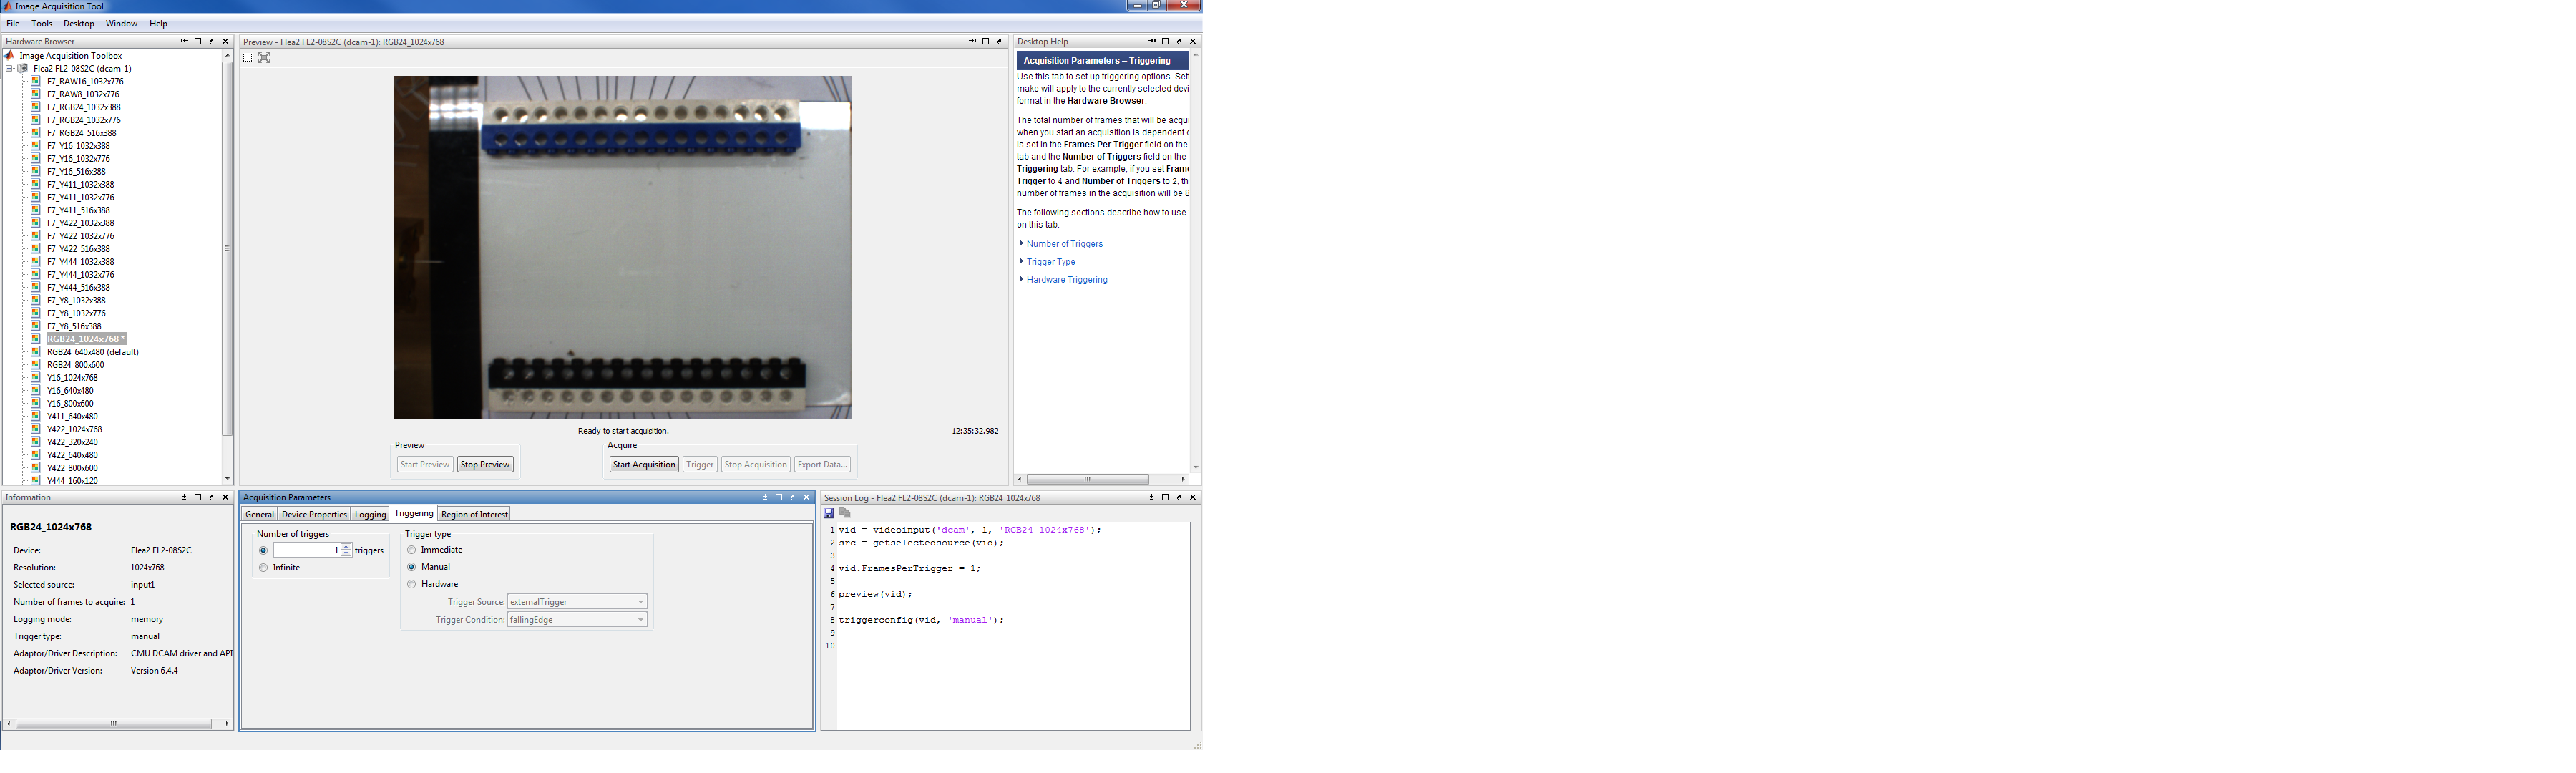 Image Acquisition Tool
File Tools Desktop Window Help
Hardware Browser
Image Acquisition Toolbox
Flea2 FL2-08S2C (dcam-1)
F7_RAW16_1032x776
F7_RAW8_1032x776
F7_RGB24_1032x388
F7_RGB24_1032x776
F7_RGB24_516x388
F7_Y16_1032x388
F7_Y16_1032x776
F7_Y16_516x388
F7_Y411_1032x388
F7_Y411_1032x776
F7_Y411_516x388
F7_Y422_1032x388
F7_Y422_1032x776
F7_Y422_516x388
F7_Y444_1032x388
F7_Y444_1032x776
F7_Y444_516x388
F7_Y8_1032x388
F7_Y8_1032x776
F7_Y8_516x388
RGB24_1024x768 *
RGB24_640x480 (default)
RGB24_800x600
Y16_1024x768
Y16_640x480
Y16_800x600
Y411_640x480
Y422_1024x768
Y422_320x240
Y422_640x480
Y422_800x600
Y444_160x120
Preview - Flea2 FL2-08S2C (dcam-1): RGB24_1024x768
Ready to start acquisition.
12:35:32.982
Preview
Start Preview Stop Preview
Acquire
Start Acquisition Trigger Stop Acquisition Export Data...
Desktop Help
Acquisition Parameters – Triggering
Use this tab to set up triggering options. Sett
make will apply to the currently selected devi
format in the Hardware Browser.
The total number of frames that will be acqui
when you start an acquisition is dependent o
is set in the Frames Per Trigger field on the
tab and the Number of Triggers field on the
Triggering tab. For example, if you set Frame
Trigger to 4 and Number of Triggers to 2, th
number of frames in the acquisition will be 8
The following sections describe how to use
on this tab.
Number of Triggers
Trigger Type
Hardware Triggering
Information
RGB24_1024x768
Device: Flea2 FL2-08S2C
Resolution: 1024x768
Selected source: input1
Number of frames to acquire: 1
Logging mode: memory
Trigger type: manual
Adaptor/Driver Description: CMU DCAM driver and API
Adaptor/Driver Version: Version 6.4.4
Acquisition Parameters
General Device Properties Logging Triggering Region of Interest
Number of triggers
1 triggers
Infinite
Trigger type
Immediate
Manual
Hardware
Trigger Source: externalTrigger
Trigger Condition: fallingEdge
Session Log - Flea2 FL2-08S2C (dcam-1): RGB24_1024x768
1 vid = videoinput('dcam', 1, 'RGB24_1024x768');
2 src = getselectedsource(vid);
3
4 vid.FramesPerTrigger = 1;
5
6 preview(vid);
7
8 triggerconfig(vid, 'manual');
9
10